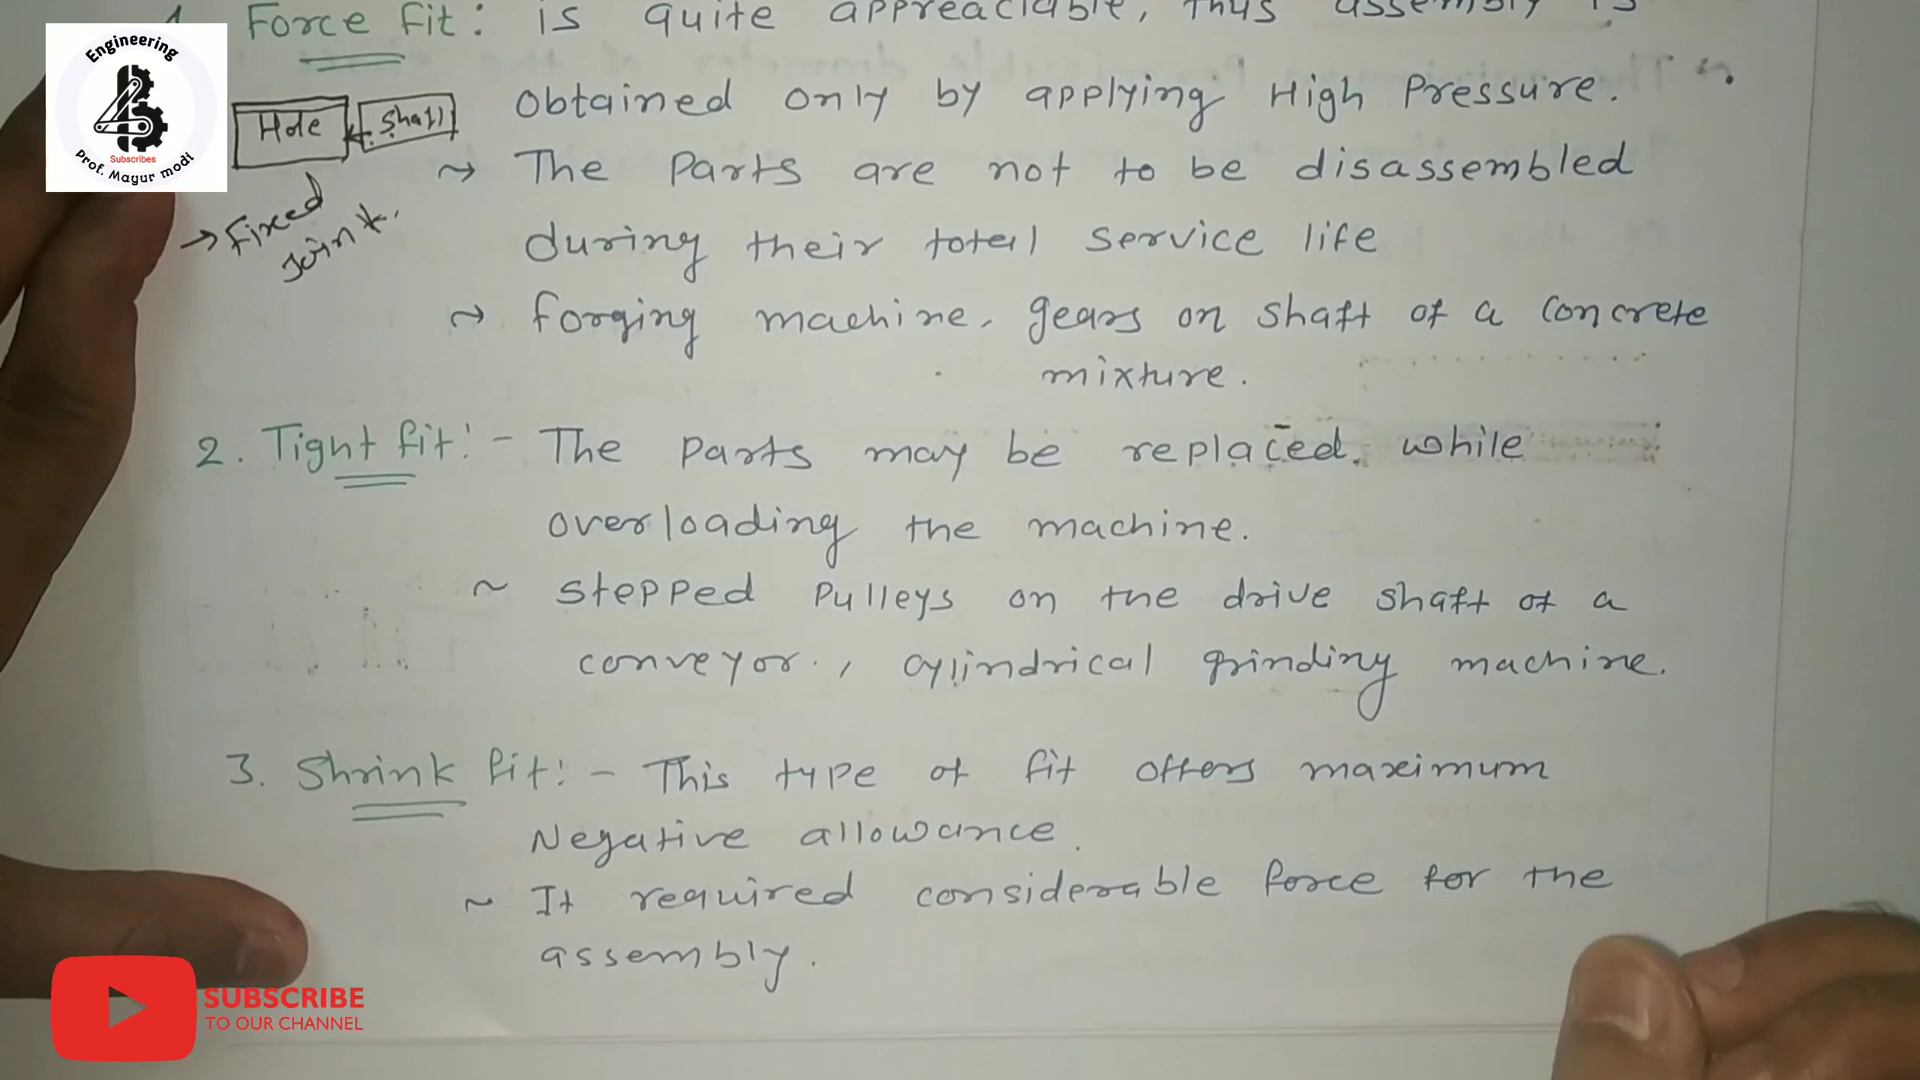 Force fit: is quite appreaciable, thus assembly is
obtained only by applying High Pressure.
Hole
shaft
→ Fixed
Joint.
~ The Parts are not to be disassembled
during their total service life
~ forging machine, gears on shaft of a concrete
mixture.
2. Tight fit:- The Parts may be replaced. while
overloading the machine.
~ stepped Pulleys on the drive shaft of a
conveyor., cylindrical grinding machine.
3. Shrink fit:- This type of fit offers maximum
Negative allowance.
~ It required considerable force for the
assembly.
Engineering
Subscribes
Prof. Mayur modi
SUBSCRIBE
TO OUR CHANNEL